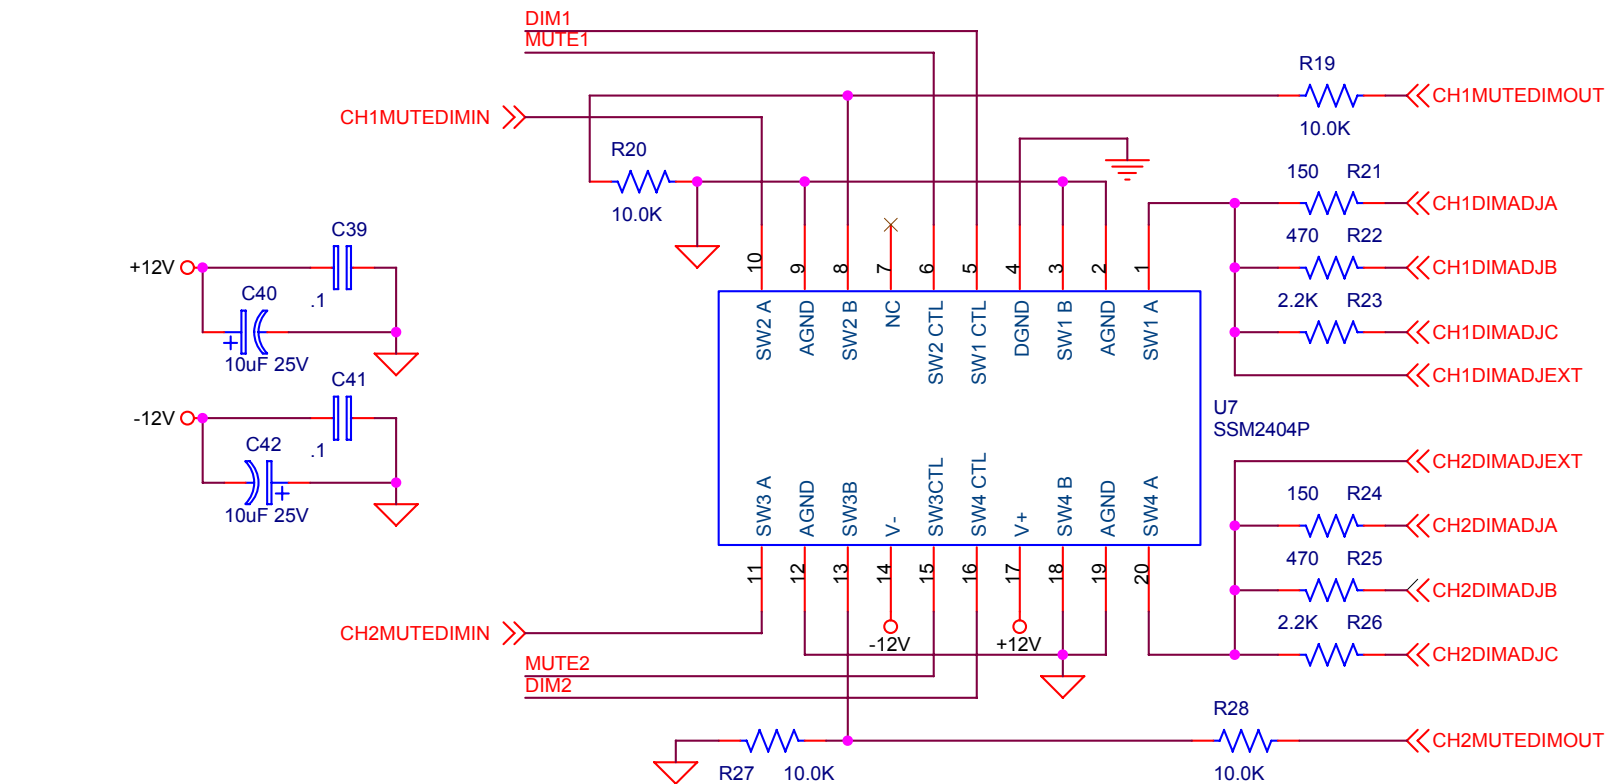 DIM1
MUTE1
R19
CH1MUTEDIMOUT
10.0K
CH1MUTEDIMIN
R20
10.0K
150 R21
CH1DIMADJA
470 R22
CH1DIMADJB
2.2K R23
CH1DIMADJC
CH1DIMADJEXT
C39
+12V
.1
C40
10uF 25V
C41
-12V
.1
C42
10uF 25V
10 9 8 7 6 5 4 3 2 1
SW2 A
AGND
SW2 B
NC
SW2 CTL
SW1 CTL
DGND
SW1 B
AGND
SW1 A
U7
SSM2404P
SW3 A
AGND
SW3B
V-
SW3CTL
SW4 CTL
V+
SW4 B
AGND
SW4 A
11 12 13 14 15 16 17 18 19 20
CH2DIMADJEXT
150 R24
CH2DIMADJA
470 R25
CH2DIMADJB
2.2K R26
CH2DIMADJC
CH2MUTEDIMIN
-12V
+12V
MUTE2
DIM2
R28
CH2MUTEDIMOUT
R27 10.0K
10.0K